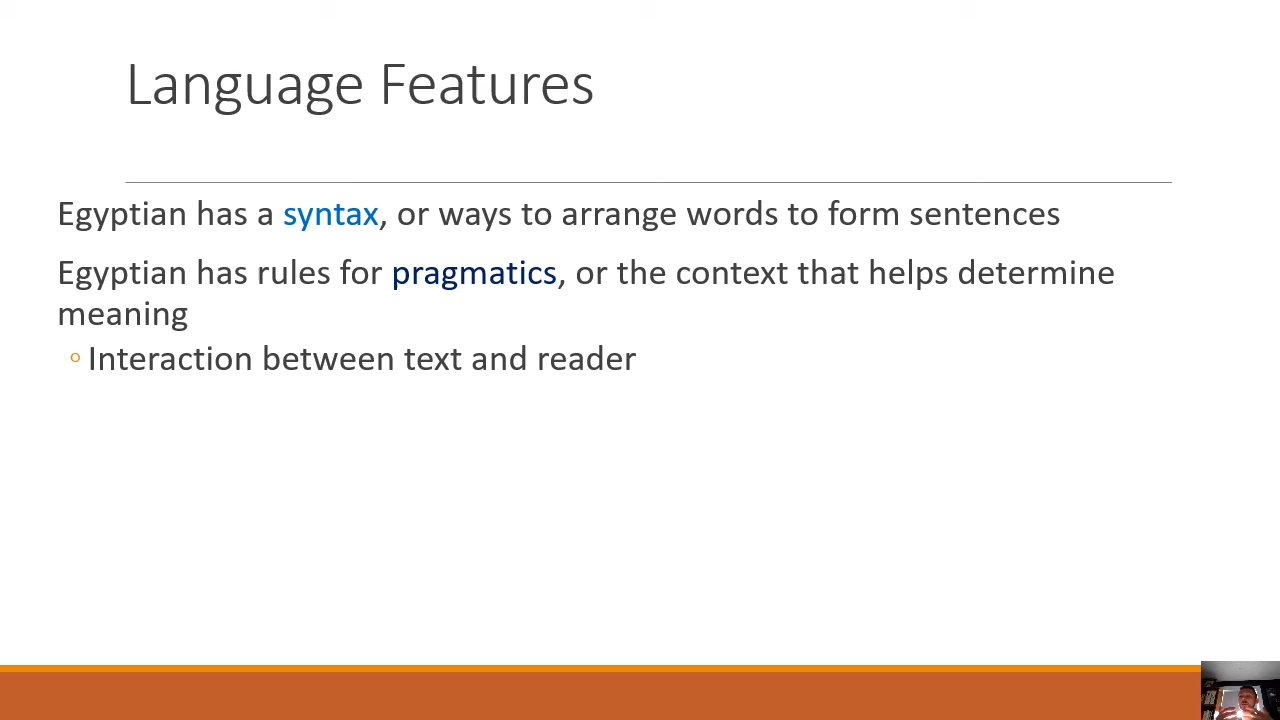 Language Features
Egyptian has a syntax, or ways to arrange words to form sentences
Egyptian has rules for pragmatics, or the context that helps determine
meaning
◦ Interaction between text and reader